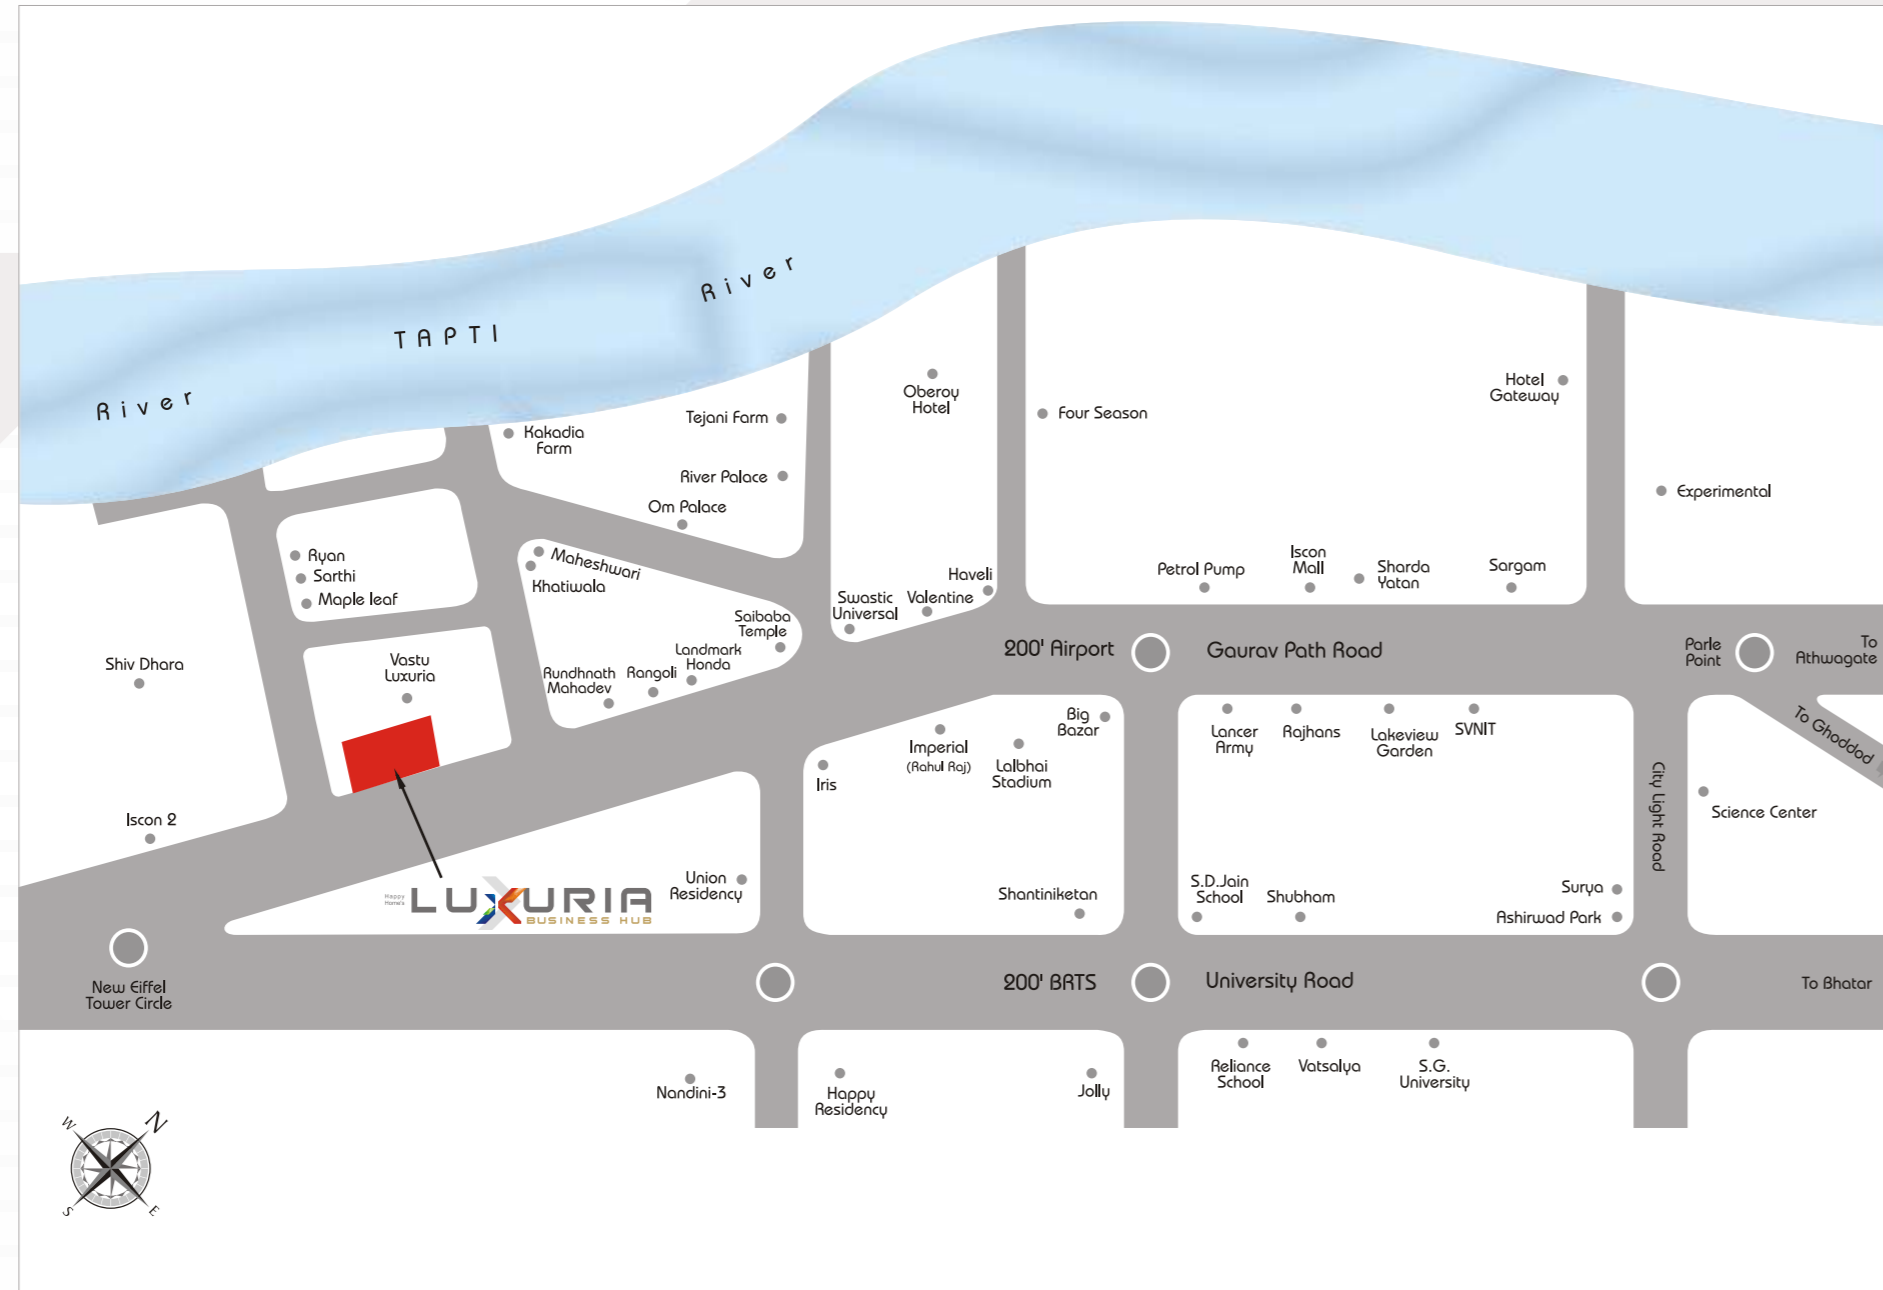 River
TAPTI
River
Oberoy
Hotel
Hotel
Gateway
Four Season
Tejani Farm
Kakadia
Farm
River Palace
Experimental
Om Palace
Ryan
Sarthi
Maple leaf
Maheshwari
Khatiwala
Iscon
Mall
Petrol Pump
Sharda
Yatan
Sargam
Haveli
Swastic
Universal
Valentine
Saibaba
Temple
Landmark
Honda
Rundhnath
Mahadev
Rangoli
Shiv Dhara
Vastu
Luxuria
200' Airport
Gaurav Path Road
Parle
Point
To
Athwagate
To Ghoddod
Big
Bazar
Imperial
(Rahul Raj)
Lalbhai
Stadium
Iris
Lancer
Army
Rajhans
Lakeview
Garden
SVNIT
City Light Road
Science Center
Iscon 2
Happy
Home's
LUXURIA
BUSINESS HUB
Union
Residency
Shantiniketan
S.D.Jain
School
Shubham
Surya
Ashirwad Park
New Eiffel
Tower Circle
200' BRTS
University Road
To Bhatar
Nandini-3
Happy
Residency
Jolly
Reliance
School
Vatsalya
S.G.
University
W
N
S
E